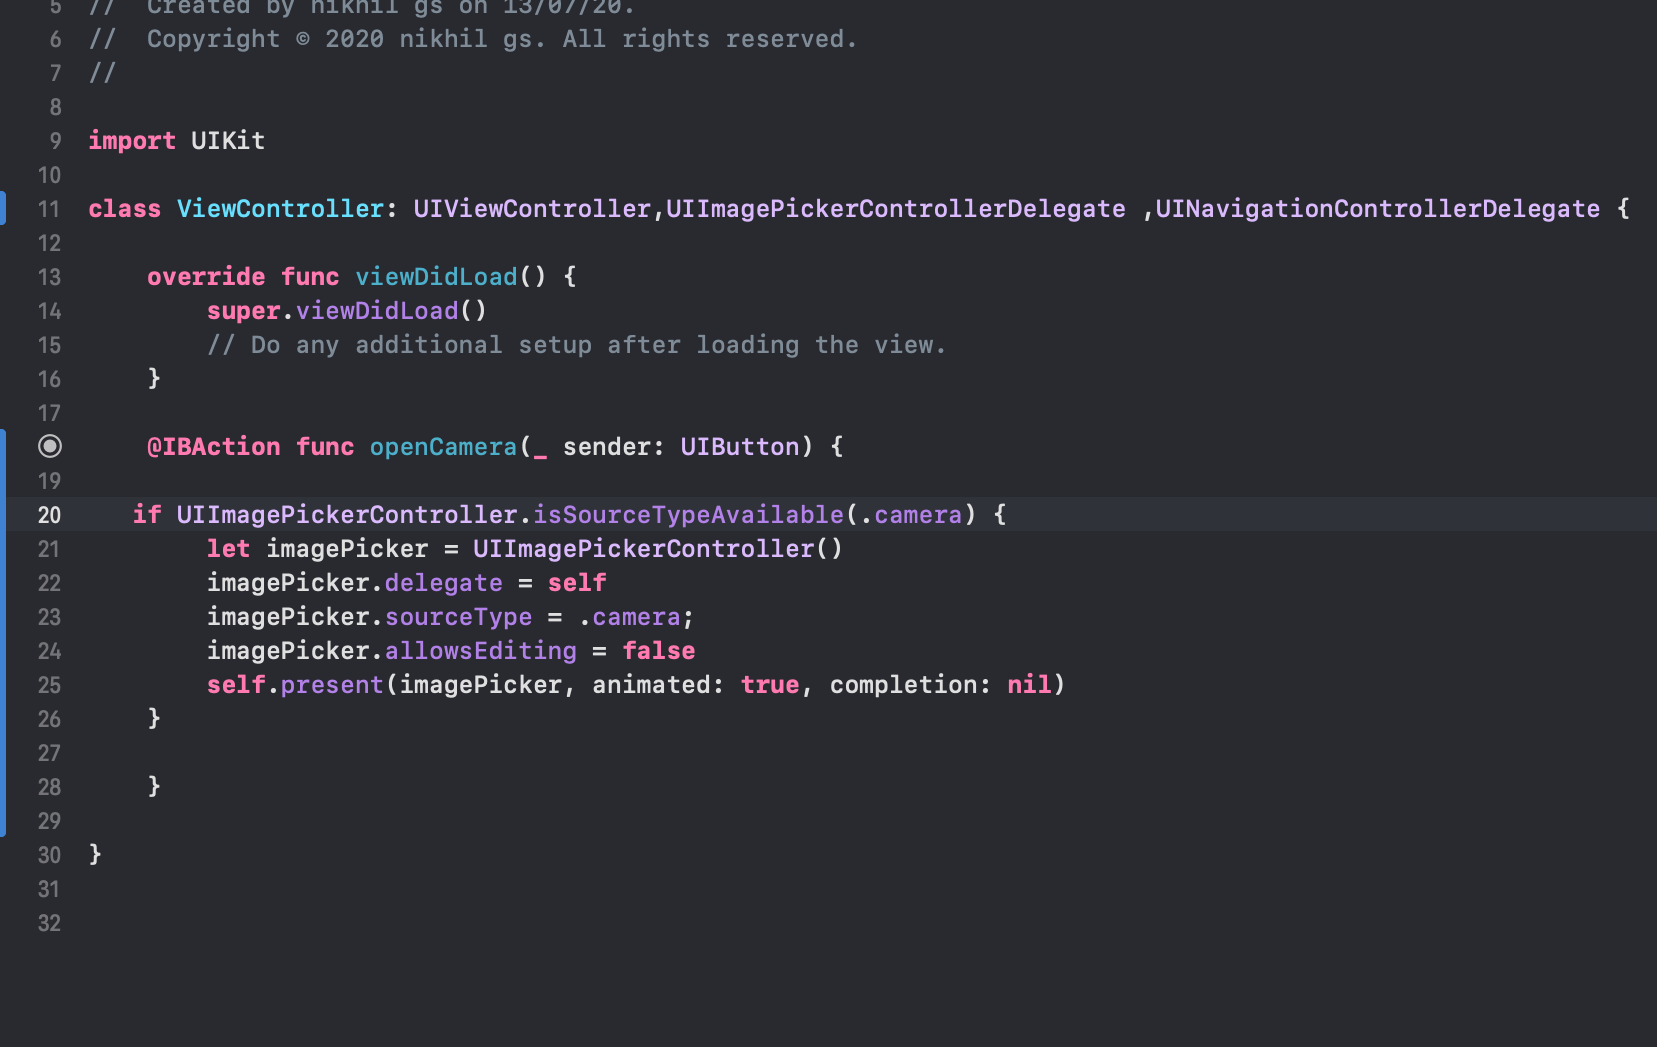 5 // Created by nikhil gs on 13/07/20.
6 // Copyright © 2020 nikhil gs. All rights reserved.
7 //
8
9 import UIKit
10
11 class ViewController: UIViewController,UIImagePickerControllerDelegate ,UINavigationControllerDelegate {
12
13     override func viewDidLoad() {
14         super.viewDidLoad()
15         // Do any additional setup after loading the view.
16     }
17
    @IBAction func openCamera(_ sender: UIButton) {
19
20    if UIImagePickerController.isSourceTypeAvailable(.camera) {
21         let imagePicker = UIImagePickerController()
22         imagePicker.delegate = self
23         imagePicker.sourceType = .camera;
24         imagePicker.allowsEditing = false
25         self.present(imagePicker, animated: true, completion: nil)
26     }
27
28     }
29
30 }
31
32